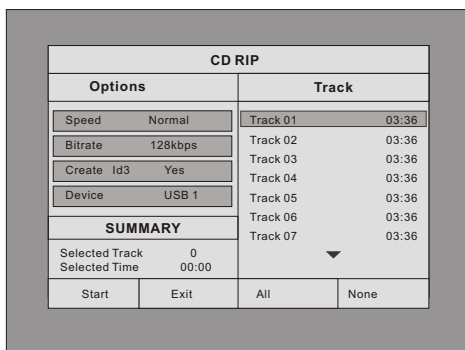 CD RIP
Options
Track
Speed Normal
Bitrate 128kbps
Create Id3 Yes
Device USB 1
SUMMARY
Selected Track 0
Selected Time 00:00
Track 01 03:36
Track 02 03:36
Track 03 03:36
Track 04 03:36
Track 05 03:36
Track 06 03:36
Track 07 03:36
Start Exit All None